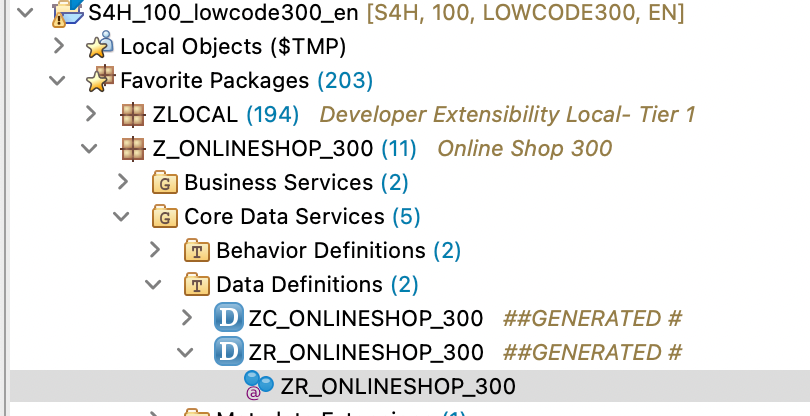 S4H_100_lowcode300_en [S4H, 100, LOWCODE300, EN]
Local Objects ($TMP)
Favorite Packages (203)
ZLOCAL (194) Developer Extensibility Local- Tier 1
Z_ONLINESHOP_300 (11) Online Shop 300
G Business Services (2)
G Core Data Services (5)
T Behavior Definitions (2)
T Data Definitions (2)
D ZC_ONLINESHOP_300 ##GENERATED #
D ZR_ONLINESHOP_300 ##GENERATED #
@ ZR_ONLINESHOP_300